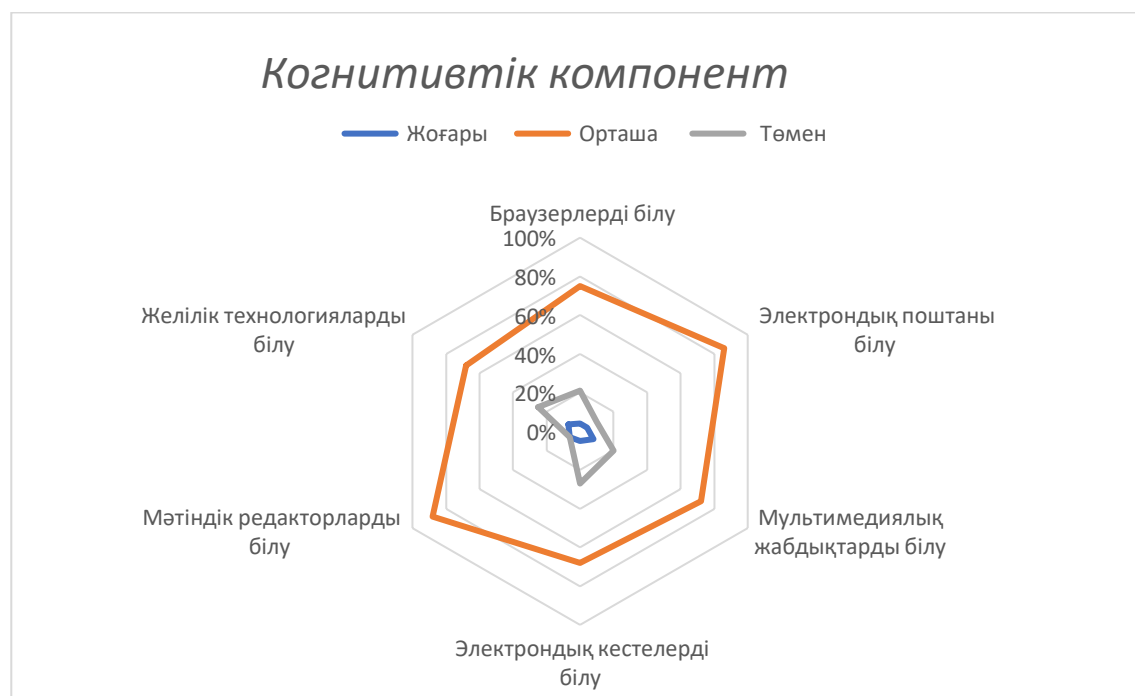 Когнитивтік компонент
Жоғары Орташа Төмен
Браузерлерді білу
100%
80%
60%
40%
20%
0%
Электрондық поштаны
білу
Мультимедиялық
жабдықтарды білу
Электрондық кестелерді
білу
Мәтіндік редакторларды
білу
Желілік технологияларды
білу